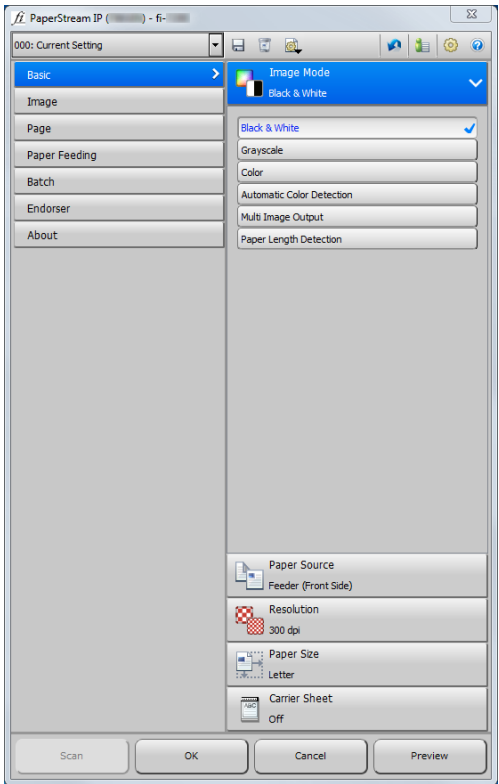 fi PaperStream IP ( ) - fi-
000: Current Setting
Basic
Image
Page
Paper Feeding
Batch
Endorser
About
Image Mode
Black & White
Black & White
Grayscale
Color
Automatic Color Detection
Multi Image Output
Paper Length Detection
Paper Source
Feeder (Front Side)
Resolution
300 dpi
Paper Size
Letter
ABC
Carrier Sheet
Off
Scan
OK
Cancel
Preview